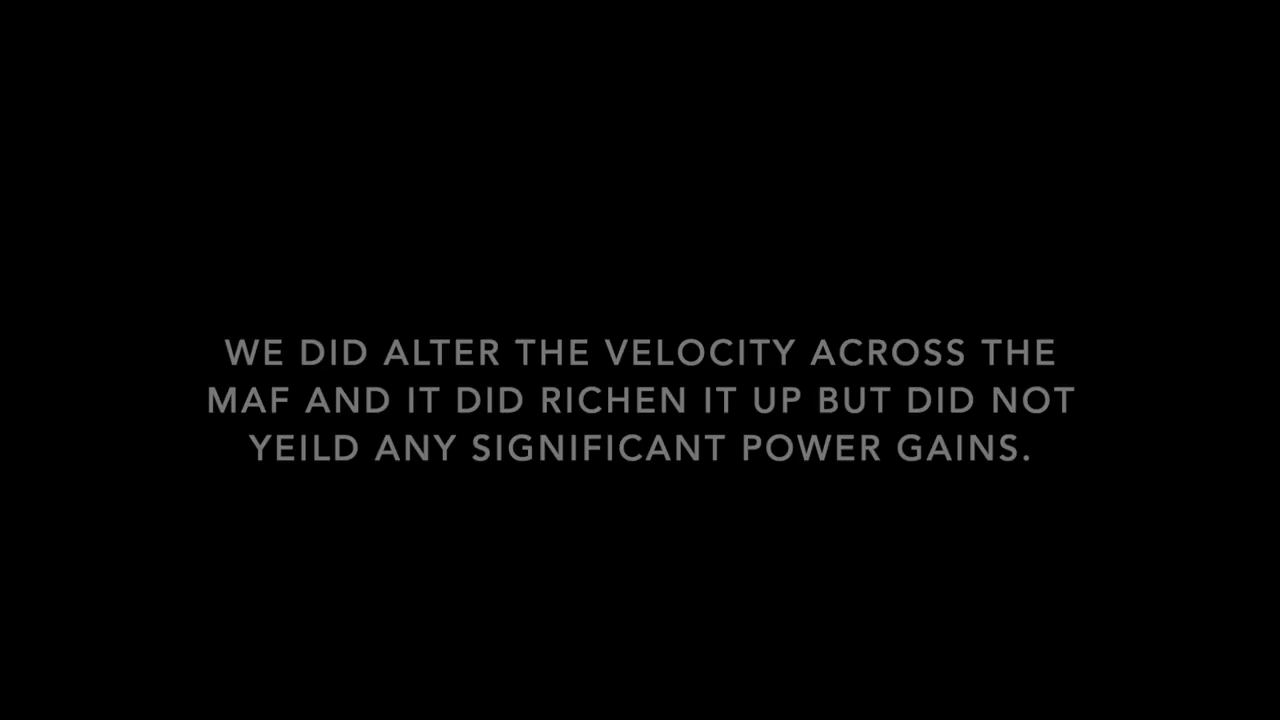 WE DID ALTER THE VELOCITY ACROSS THE
MAF AND IT DID RICHEN IT UP BUT DID NOT
YEILD ANY SIGNIFICANT POWER GAINS.